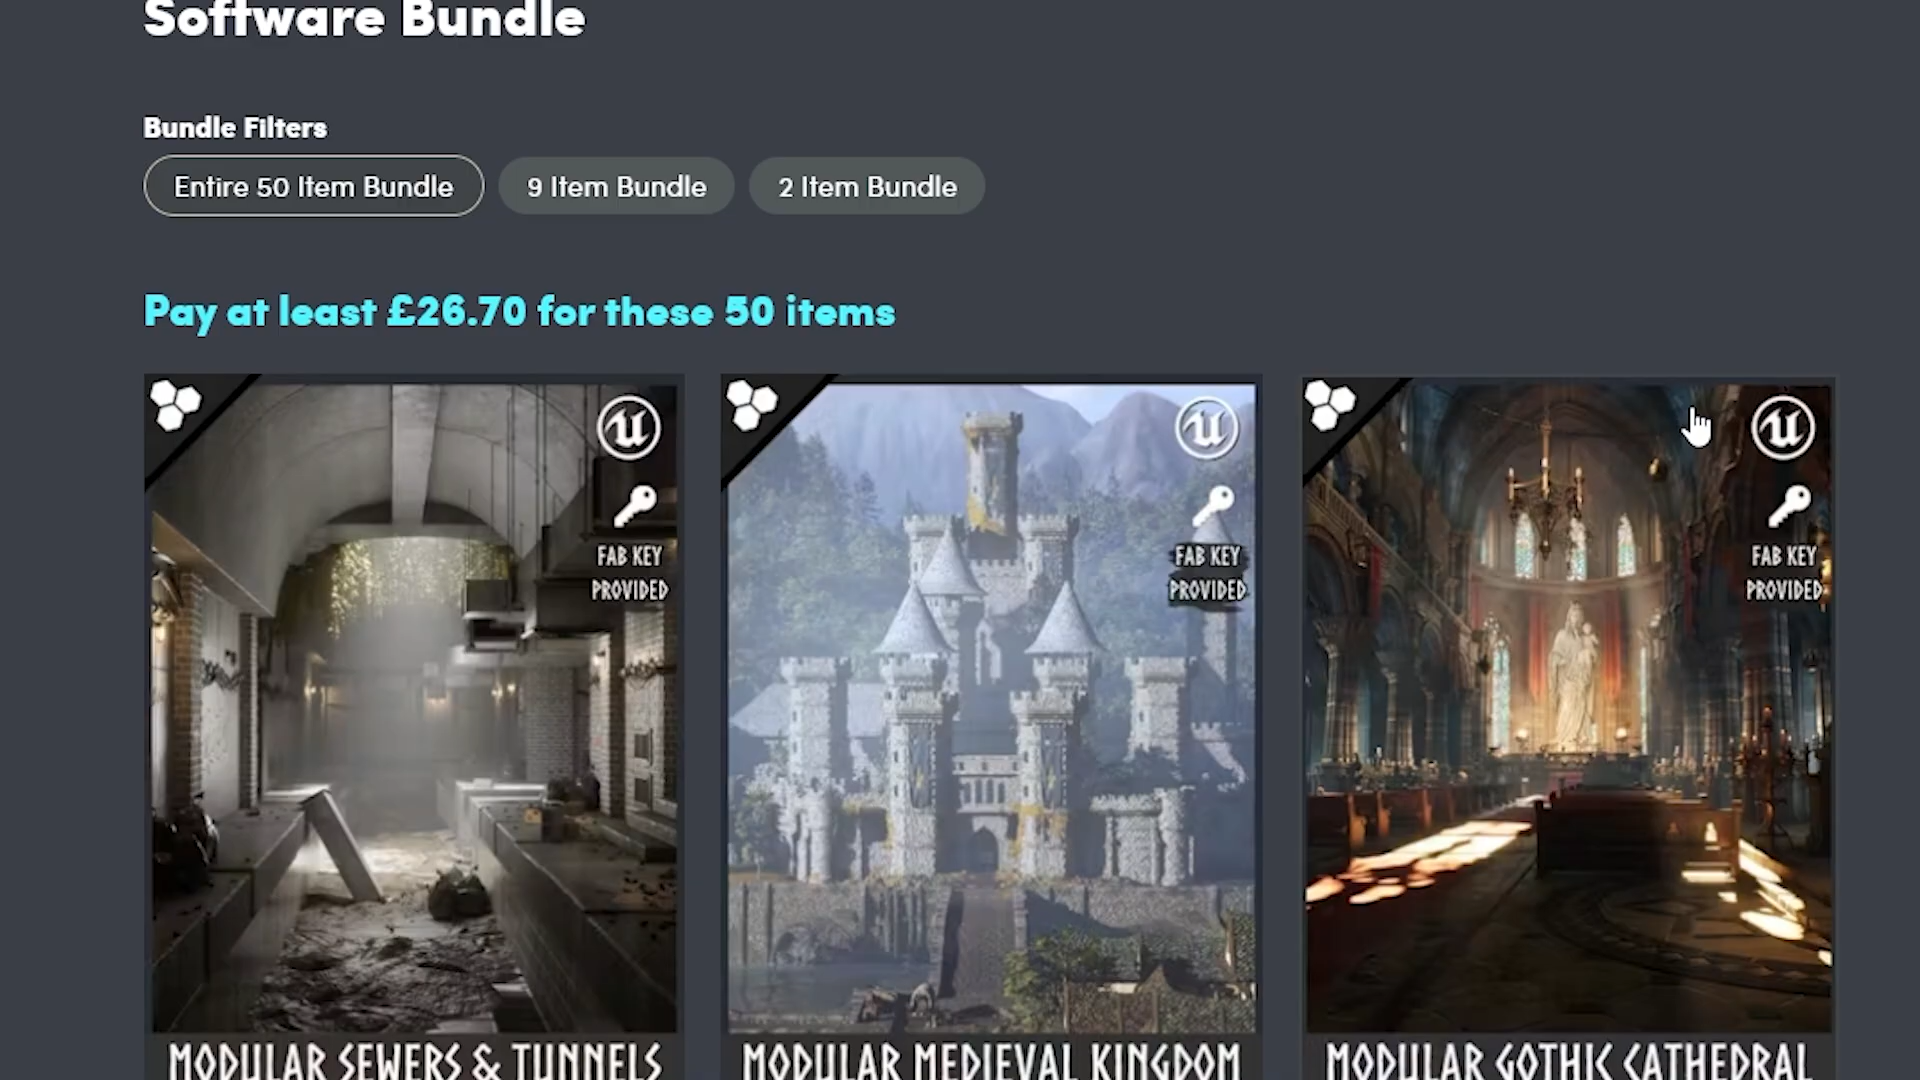 Software Bundle
Bundle Filters
Entire 50 Item Bundle
9 Item Bundle
2 Item Bundle
Pay at least £26.70 for these 50 items
FAB KEY
PROVIDED
FAB KEY
PROVIDED
FAB KEY
PROVIDED
MODULAR SEWERS & TUNNELS
MODULAR MEDIEVAL KINGDOM
MODULAR GOTHIC CATHEDRAL